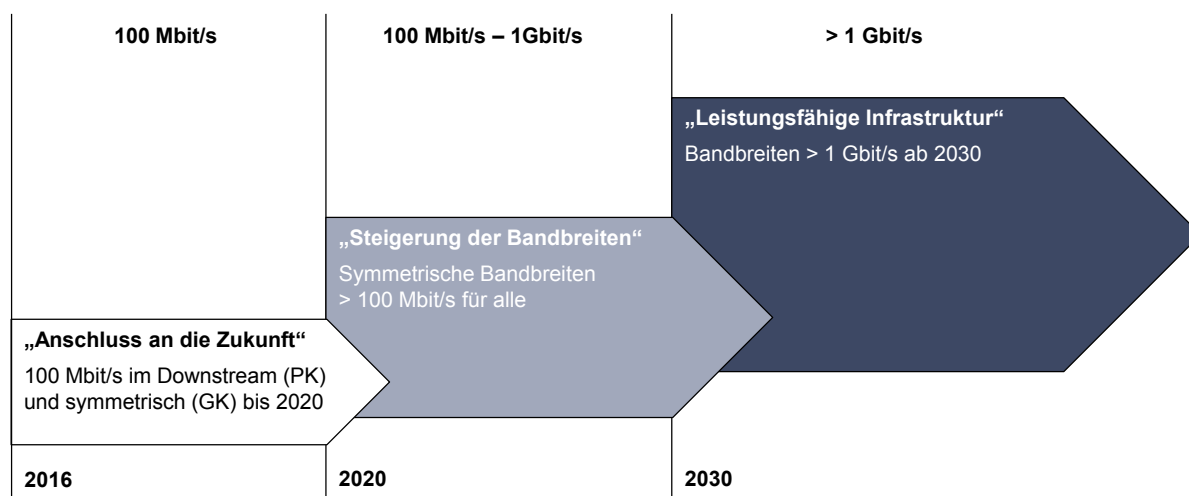 100 Mbit/s
100 Mbit/s – 1Gbit/s
> 1 Gbit/s
„Leistungsfähige Infrastruktur“
Bandbreiten > 1 Gbit/s ab 2030
„Steigerung der Bandbreiten“
Symmetrische Bandbreiten
> 100 Mbit/s für alle
„Anschluss an die Zukunft“
100 Mbit/s im Downstream (PK)
und symmetrisch (GK) bis 2020
2016
2020
2030